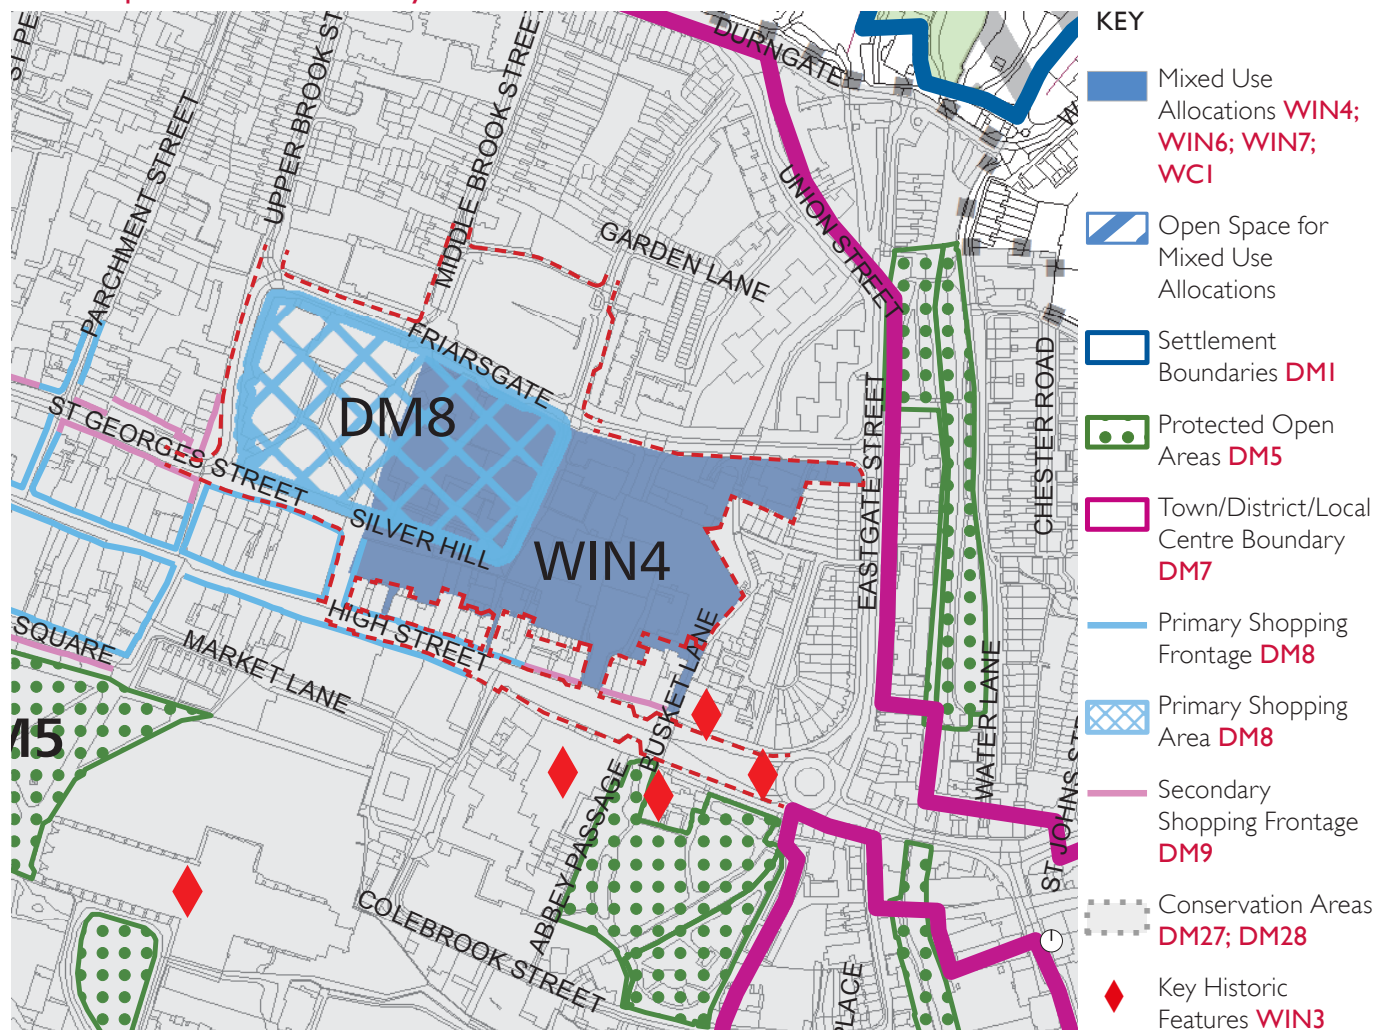 DURNGATE
UPPER BROOK ST
MIDDLE BROOK STREET
PARCHMENT STREET
UNION STREET
GARDEN LANE
FRIARSGATE
DM8
ST GEORGES STREET
SILVER HILL
WIN4
EASTGATE STREET
CHESTER ROAD
HIGH STREET
SQUARE
MARKET LANE
BUSKET LANE
WATER LANE
M5
ABBEY PASSAGE
COLEBROOK STREET
ST JOHNS ST
PLACE
KEY
Mixed Use
Allocations WIN4;
WIN6; WIN7;
WC1
Open Space for
Mixed Use
Allocations
Settlement
Boundaries DM1
Protected Open
Areas DM5
Town/District/Local
Centre Boundary
DM7
Primary Shopping
Frontage DM8
Primary Shopping
Area DM8
Secondary
Shopping Frontage
DM9
Conservation Areas
DM27; DM28
Key Historic
Features WIN3